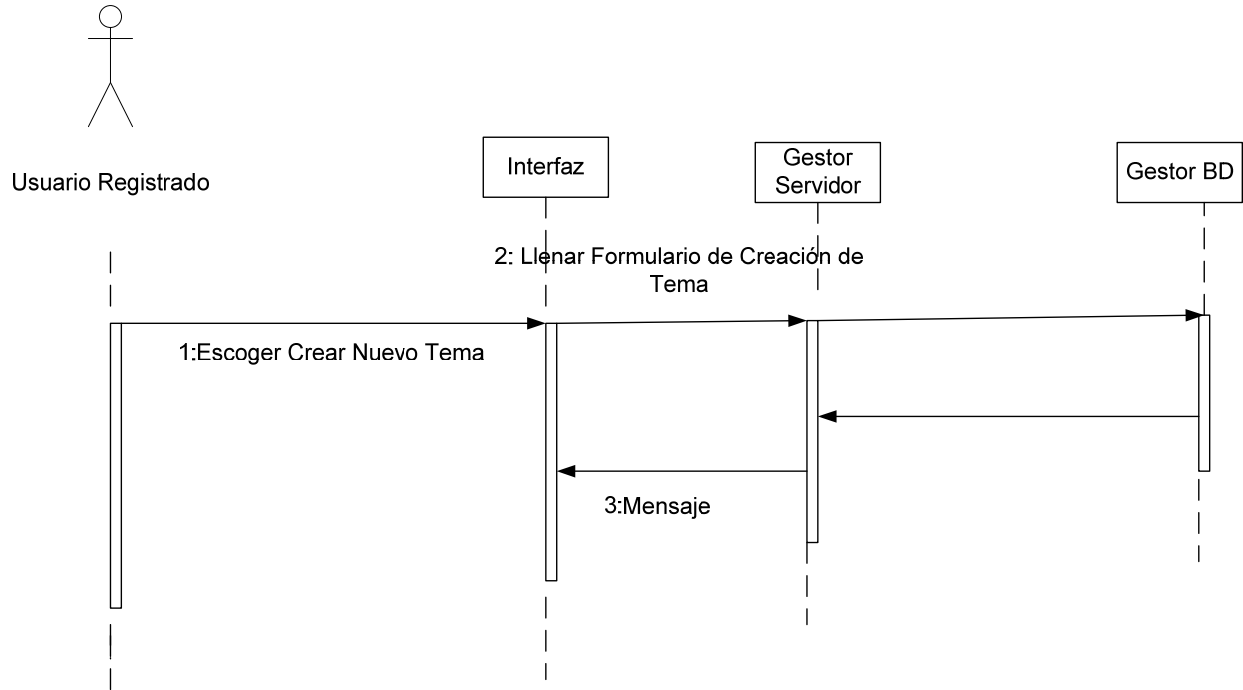 Usuario Registrado
Interfaz
Gestor
Servidor
Gestor BD
2: Llenar Formulario de Creación de
Tema
1:Escoger Crear Nuevo Tema
3:Mensaje